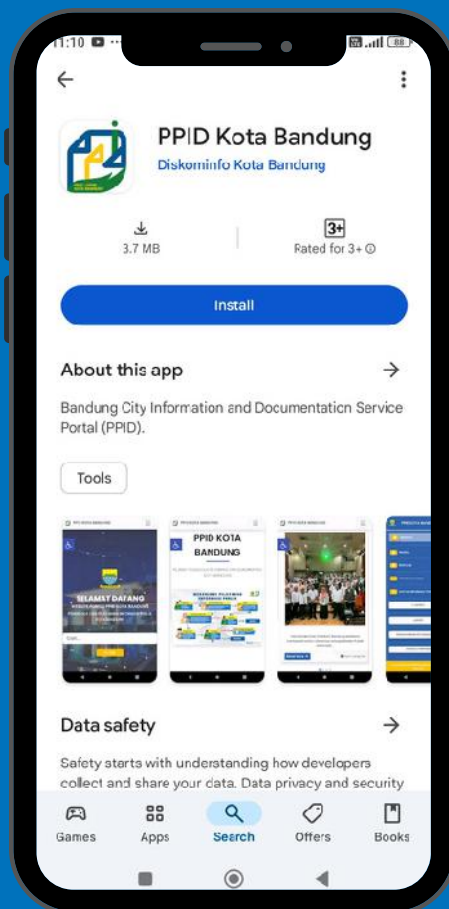 11:10
88
PPID Kota Bandung
Diskominfo Kota Bandung
3.7 MB
3+
Rated for 3+
Install
About this app
Bandung City Information and Documentation Service
Portal (PPID).
Tools
SELAMAT DATANG
PPID KOTA
BANDUNG
Data safety
Safety starts with understanding how developers
collect and share your data. Data privacy and security
Games
Apps
Search
Offers
Books